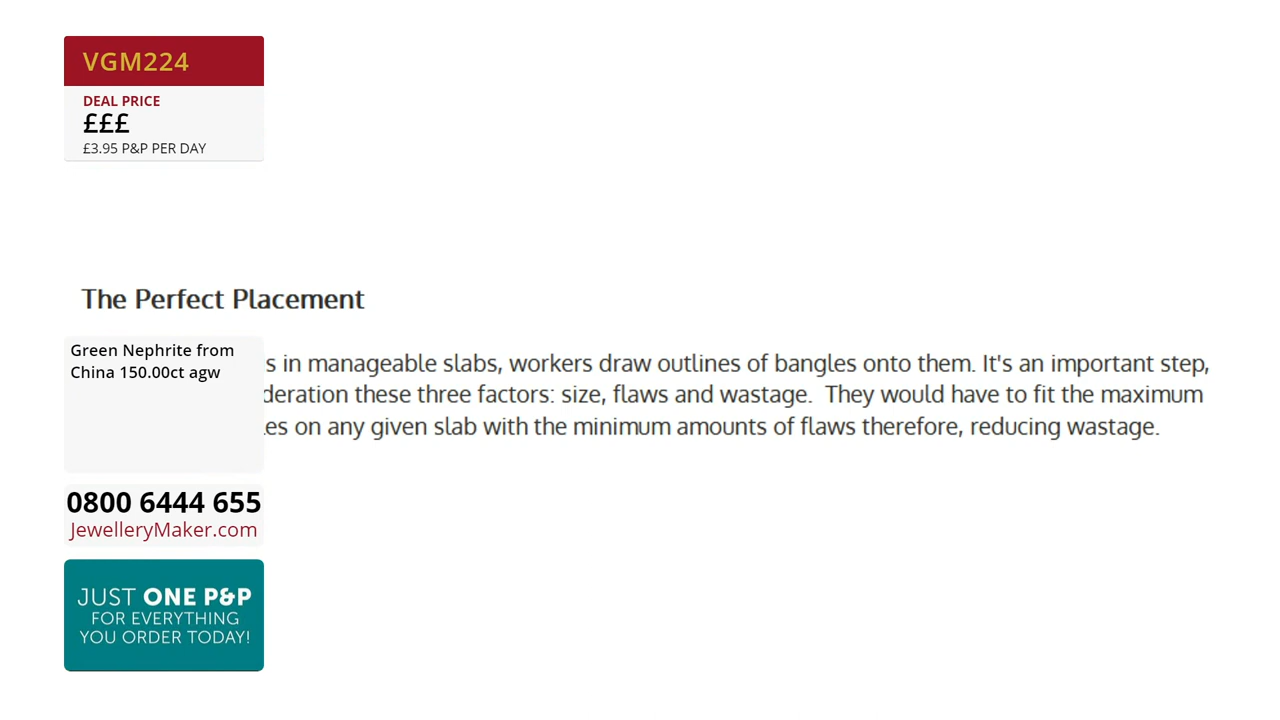 VGM224
DEAL PRICE
£££
£3.95 P&P PER DAY
The Perfect Placement
Green Nephrite from
China 150.00ct agw
in manageable slabs, workers draw outlines of bangles onto them. It's an important step,
these three factors: size, flaws and wastage. They would have to fit the maximum
on any given slab with the minimum amounts of flaws therefore, reducing wastage.
0800 6444 655
JewelleryMaker.com
JUST ONE P&P
FOR EVERYTHING
YOU ORDER TODAY!